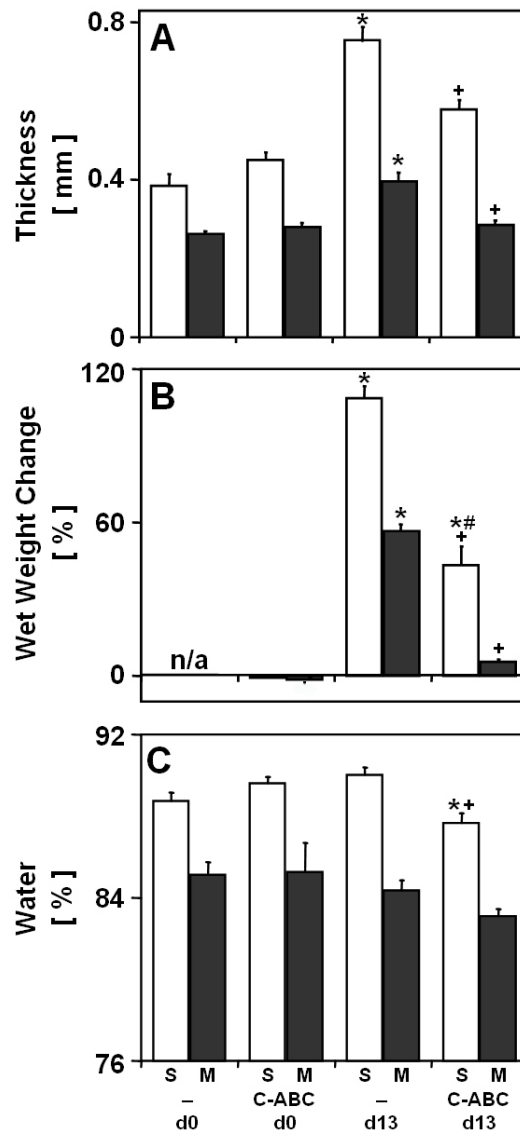 A
0.8
0.4
0
Thickness
[ mm ]
*
*
+
+
B
120
60
0
Wet Weight Change
[ % ]
n/a
*
*
*#
+
+
C
92
84
76
Water
[ % ]
*+
S M S M S M S M
– C-ABC – C-ABC
d0 d0 d13 d13